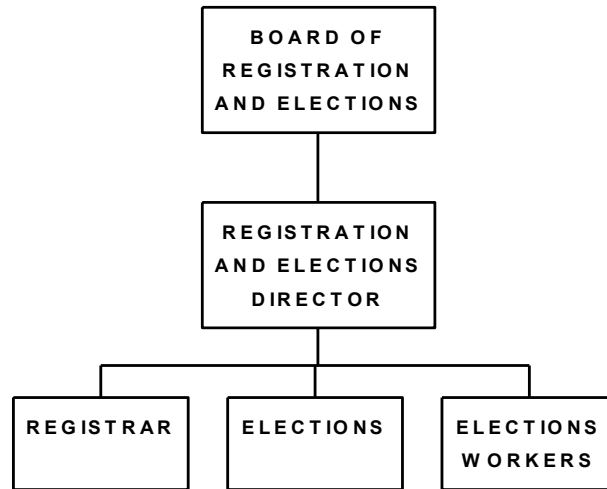 BOARD OF
REGISTRATION
AND ELECTIONS
REGISTRATION
AND ELECTIONS
DIRECTOR
REGISTRAR
ELECTIONS
ELECTIONS
WORKERS